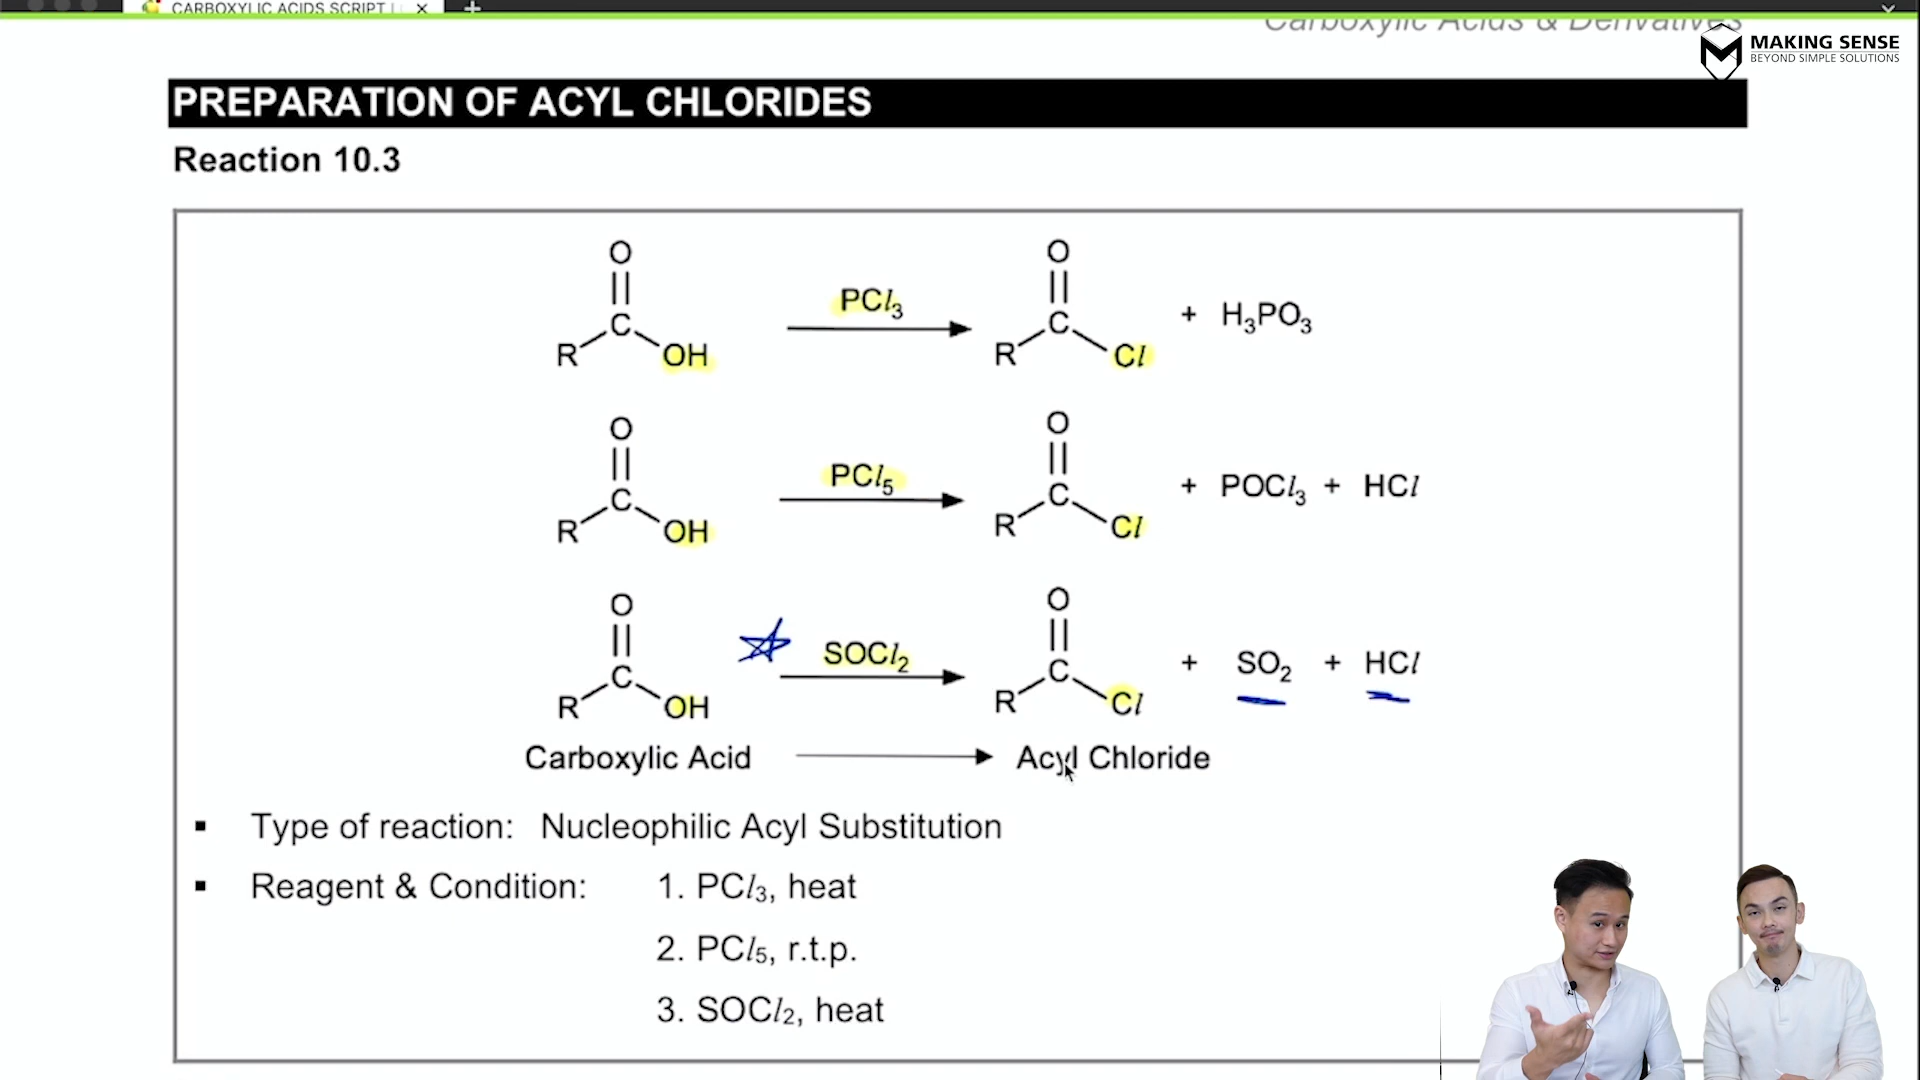 CARBOXYLIC ACIDS SCRIPT
Carboxylic Acids & Derivatives
MAKING SENSE
BEYOND SIMPLE SOLUTIONS
PREPARATION OF ACYL CHLORIDES
Reaction 10.3
O
C
R OH
PCl₃
O
C
R Cl
+ H₃PO₃
O
C
R OH
PCl₅
O
C
R Cl
+ POCl₃ + HCl
O
C
R OH
SOCl₂
O
C
R Cl
+ SO₂ + HCl
Carboxylic Acid Acyl Chloride
▪ Type of reaction: Nucleophilic Acyl Substitution
▪ Reagent & Condition: 1. PCl₃, heat
2. PCl₅, r.t.p.
3. SOCl₂, heat